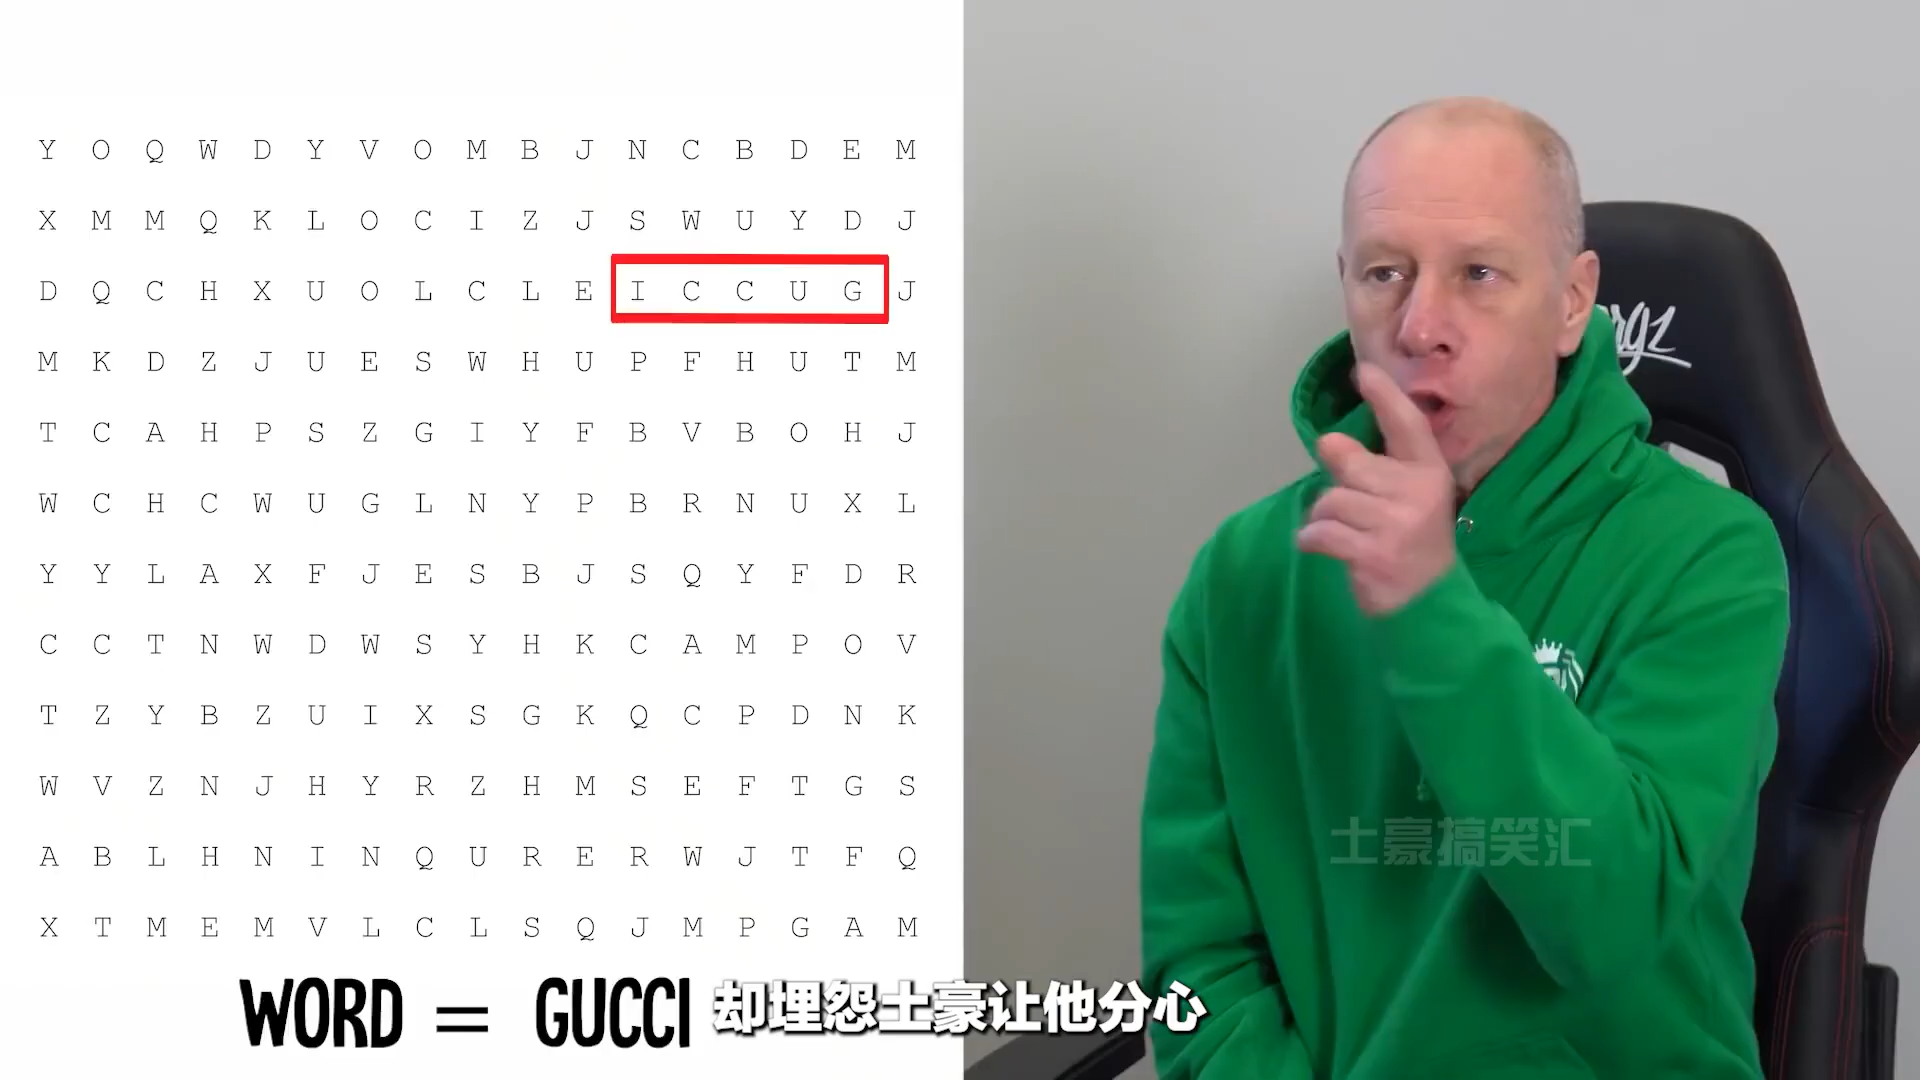 Y O Q W D Y V O M B J N C B D E M
X M M Q K L O C I Z J S W U Y D J
D Q C H X U O L C L E I C C U G J
M K D Z J U E S W H U P F H U T M
T C A H P S Z G I Y F B V B O H J
W C H C W U G L N Y P B R N U X L
Y Y L A X F J E S B J S Q Y F D R
C C T N W D W S Y H K C A M P O V
T Z Y B Z U I X S G K Q C P D N K
W V Z N J H Y R Z H M S E F T G S
A B L H N I N Q U R E R W J T F Q
X T M E M V L C L S Q J M P G A M
WORD = GUCCI
却埋怨土豪让他分心
土豪搞笑汇